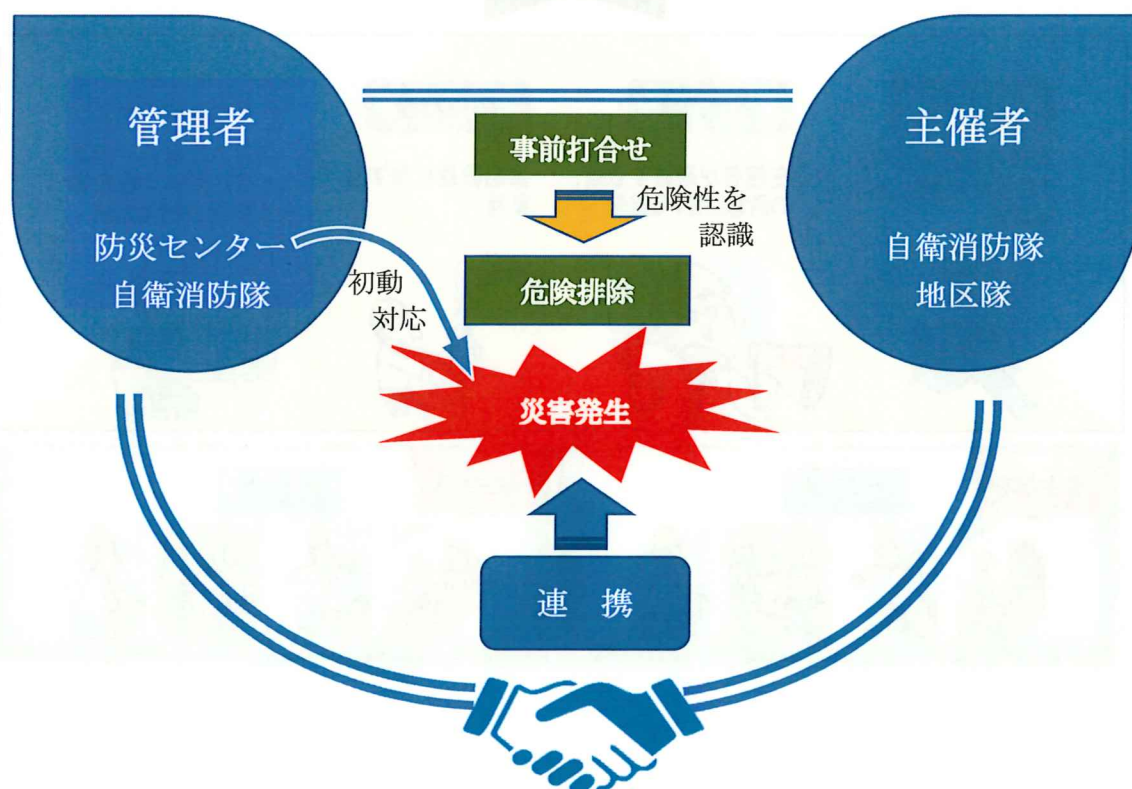 管理者
防災センター
自衛消防隊
主催者
自衛消防隊
地区隊
事前打合せ
危険性を
認識
危険排除
初動
対応
災害発生
連 携